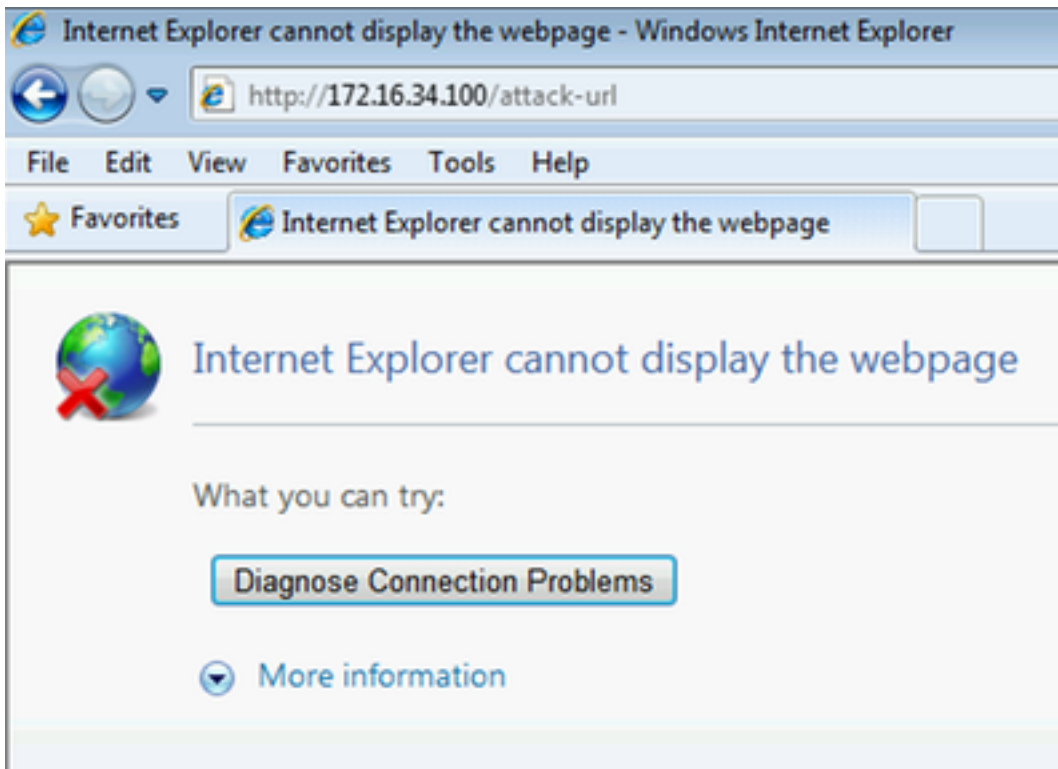 Internet Explorer cannot display the webpage - Windows Internet Explorer
http://172.16.34.100/attack-url
File Edit View Favorites Tools Help
Favorites
Internet Explorer cannot display the webpage
Internet Explorer cannot display the webpage
What you can try:
Diagnose Connection Problems
More information